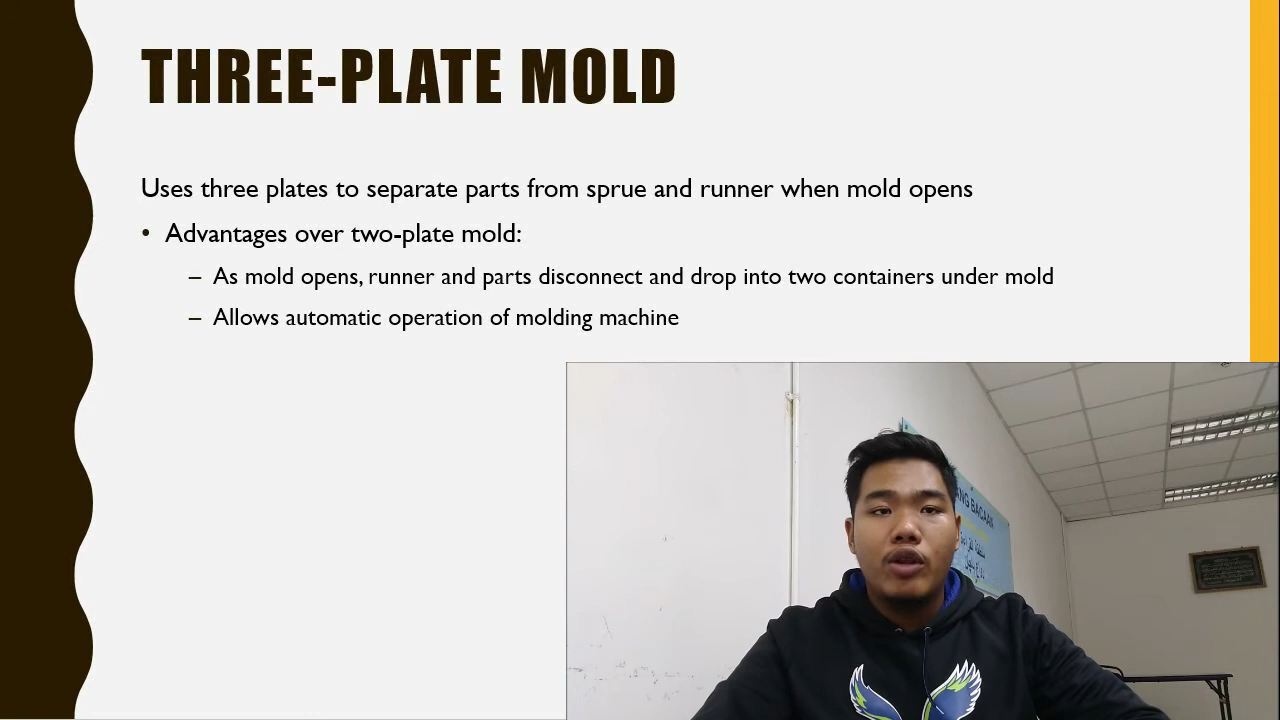 THREE-PLATE MOLD
Uses three plates to separate parts from sprue and runner when mold opens
• Advantages over two-plate mold:
– As mold opens, runner and parts disconnect and drop into two containers under mold
– Allows automatic operation of molding machine
ANG BACAAN